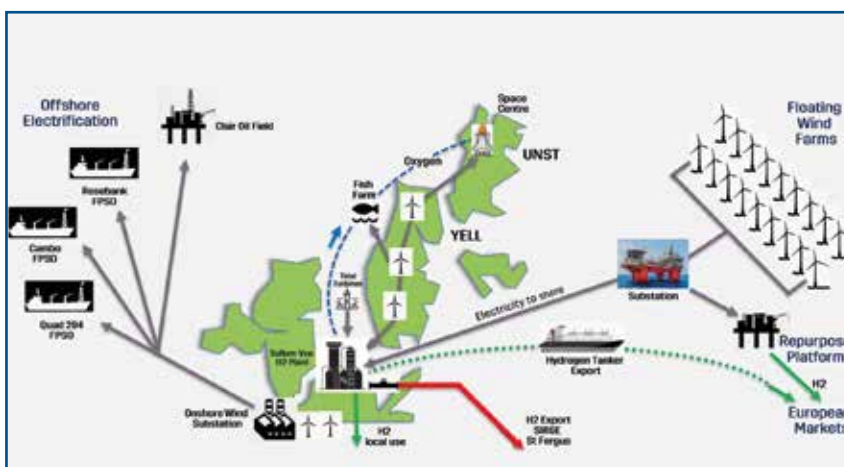 Offshore
Electrification
Clair Oil Field
Rosebank
FPSO
Cambo
FPSO
Quad 204
FPSO
Space
Centre
UNST
Oxygen
Fish
Farm
YELL
Tidal
Turbines
Sullom Voe
H2 Plant
Onshore Wind
Substation
H2
local use
H2 Export
St Fergus
Electricity to shore
Hydrogen Tanker
Export
Floating
Wind
Farms
Substation
Repurpose
Platform
H2
European
Markets